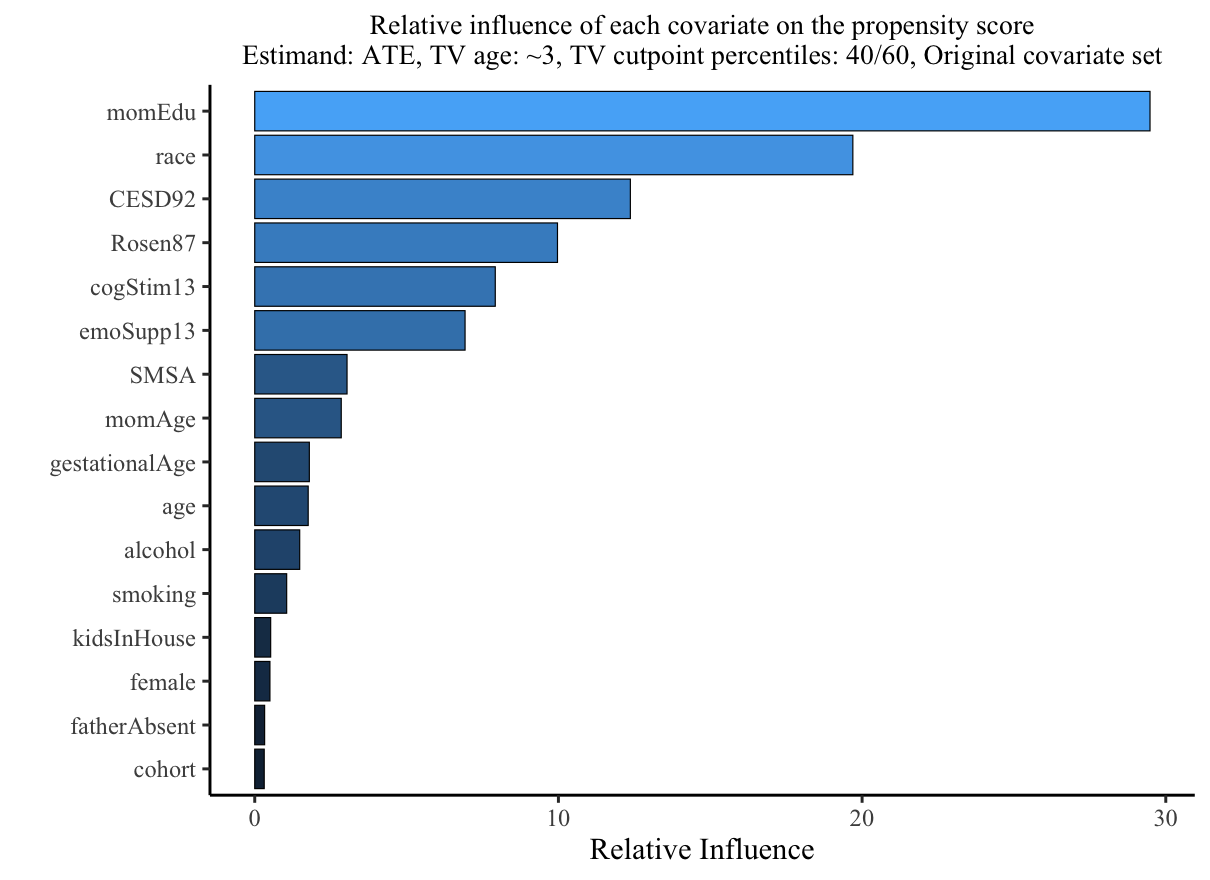 Relative influence of each covariate on the propensity score
Estimand: ATE, TV age: ~3, TV cutpoint percentiles: 40/60, Original covariate set
momEdu
race
CESD92
Rosen87
cogStim13
emoSupp13
SMSA
momAge
gestationalAge
age
alcohol
smoking
kidsInHouse
female
fatherAbsent
cohort
0 10 20 30
Relative Influence